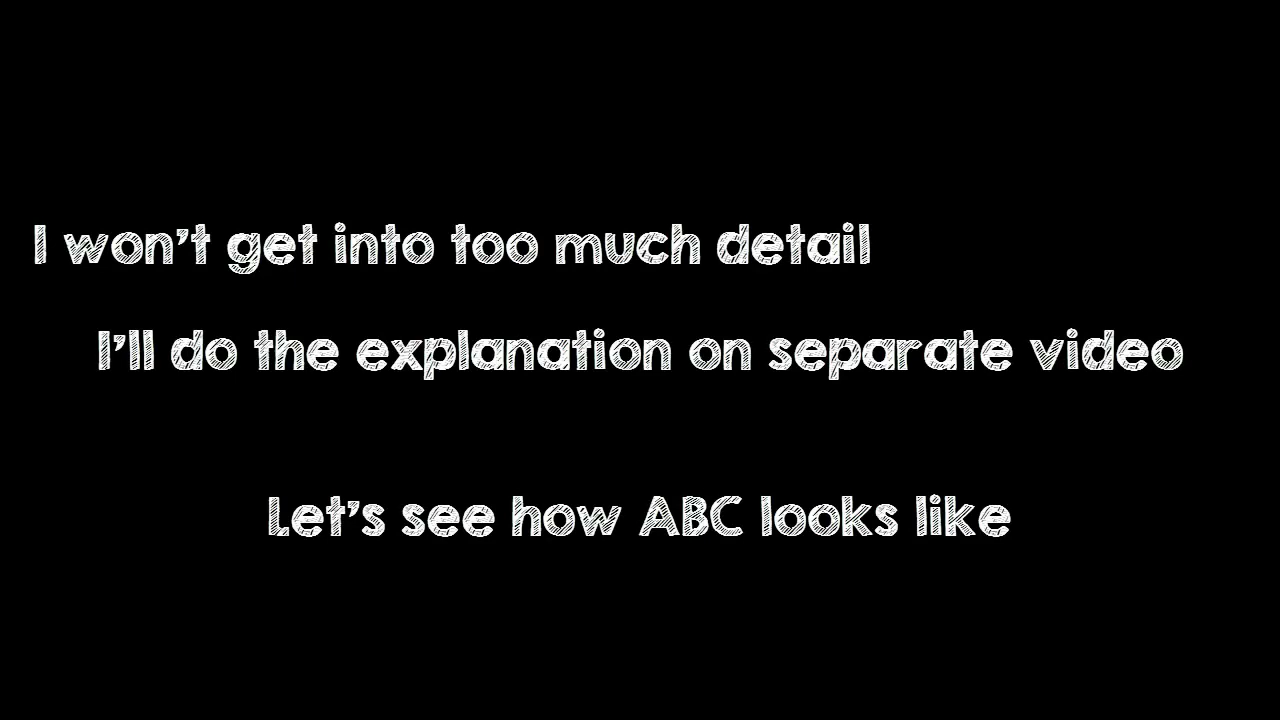 I won't get into too much detail
I'll do the explanation on separate video
Let's see how ABC looks like